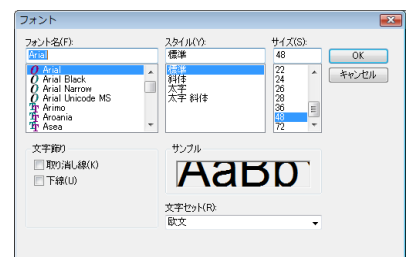 フォント
フォント名(F):
Arial
Arial
Arial Black
Arial Narrow
Arial Unicode MS
Arimo
Aroania
Asea
スタイル(Y):
標準
標準
斜体
太字
太字 斜体
サイズ(S):
48
22
24
26
28
36
48
72
OK
キャンセル
文字飾り
取り消し線(K)
下線(U)
サンプル
AaBb
文字セット(R):
欧文